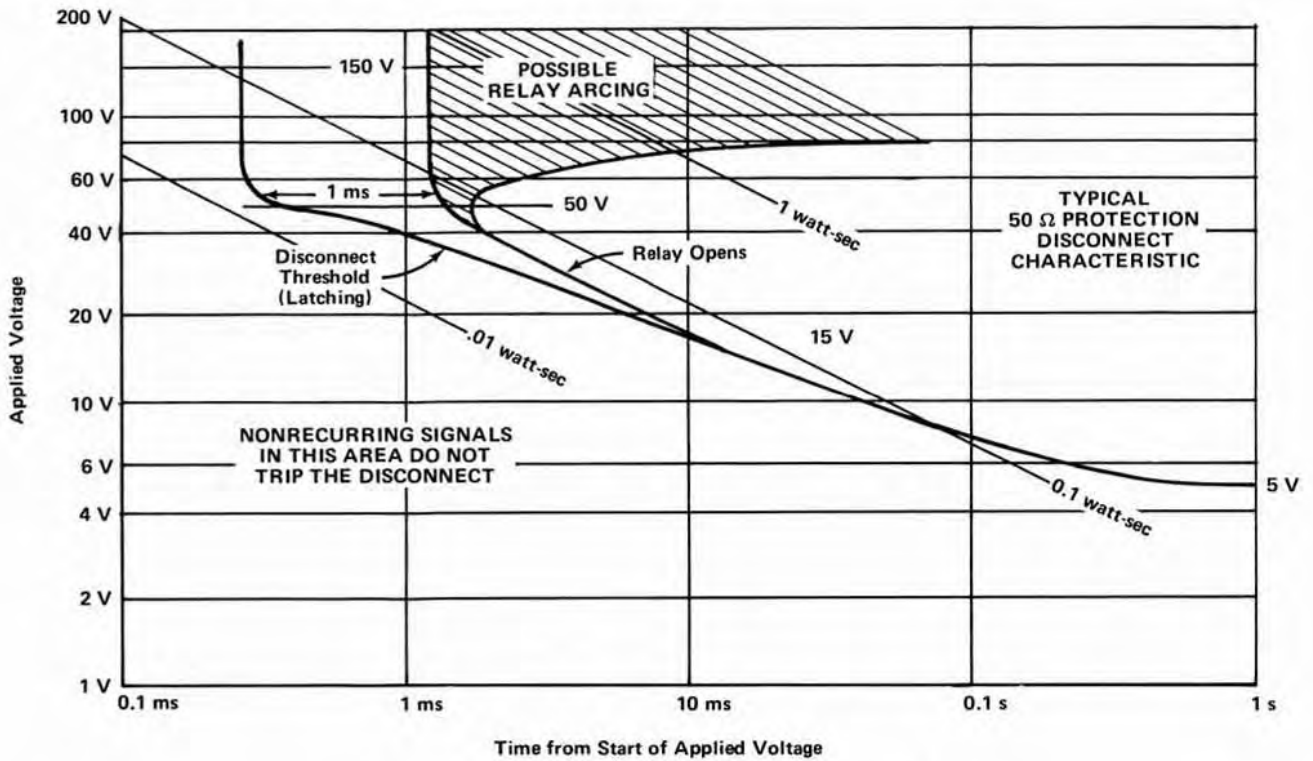 200 V
150 V
POSSIBLE
RELAY ARCING
100 V
60 V
1 ms
50 V
1 watt-sec
TYPICAL
50 Ω PROTECTION
DISCONNECT
CHARACTERISTIC
40 V
Disconnect
Threshold
(Latching)
Relay Opens
20 V
.01 watt-sec
15 V
Applied Voltage
10 V
NONRECURRING SIGNALS
IN THIS AREA DO NOT
TRIP THE DISCONNECT
6 V
0.1 watt-sec
5 V
4 V
2 V
1 V
0.1 ms
1 ms
10 ms
0.1 s
1 s
Time from Start of Applied Voltage